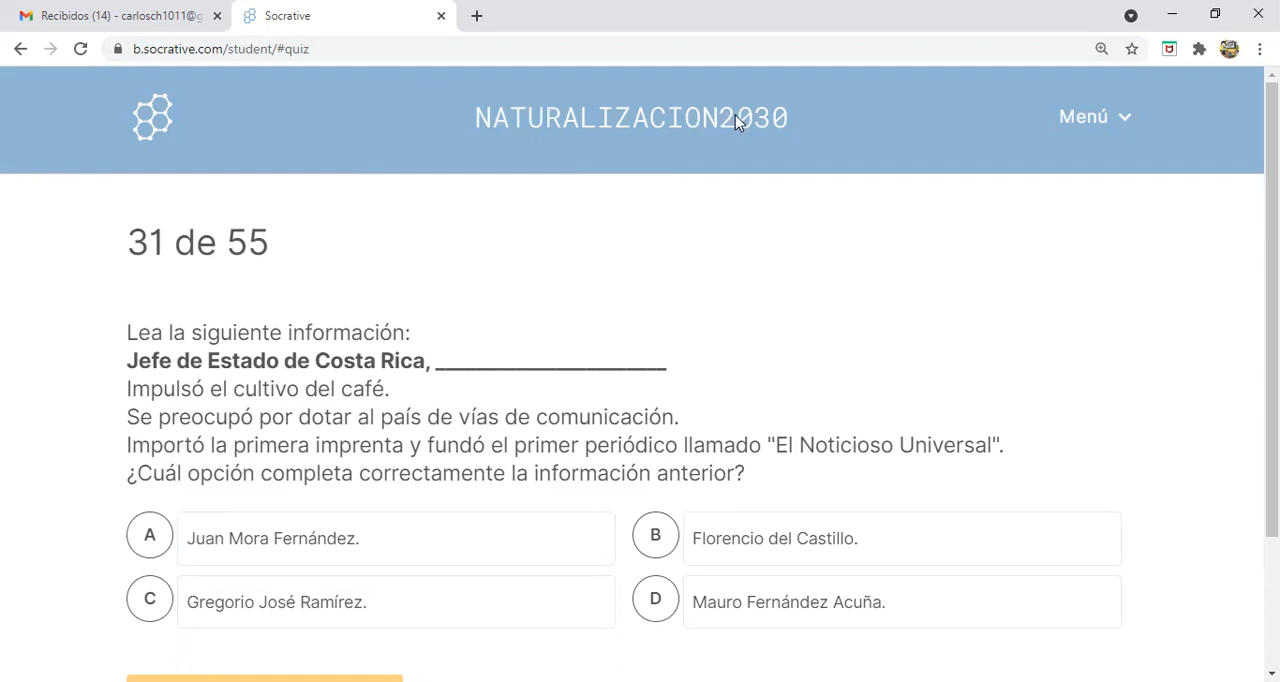 Recibidos (14) - carlosch1011@g
Socrative
b.socrative.com/student/#quiz
NATURALIZACION2030
Menú
31 de 55
Lea la siguiente información:
Jefe de Estado de Costa Rica, _______________________
Impulsó el cultivo del café.
Se preocupó por dotar al país de vías de comunicación.
Importó la primera imprenta y fundó el primer periódico llamado "El Noticioso Universal".
¿Cuál opción completa correctamente la información anterior?
A Juan Mora Fernández.
B Florencio del Castillo.
C Gregorio José Ramírez.
D Mauro Fernández Acuña.